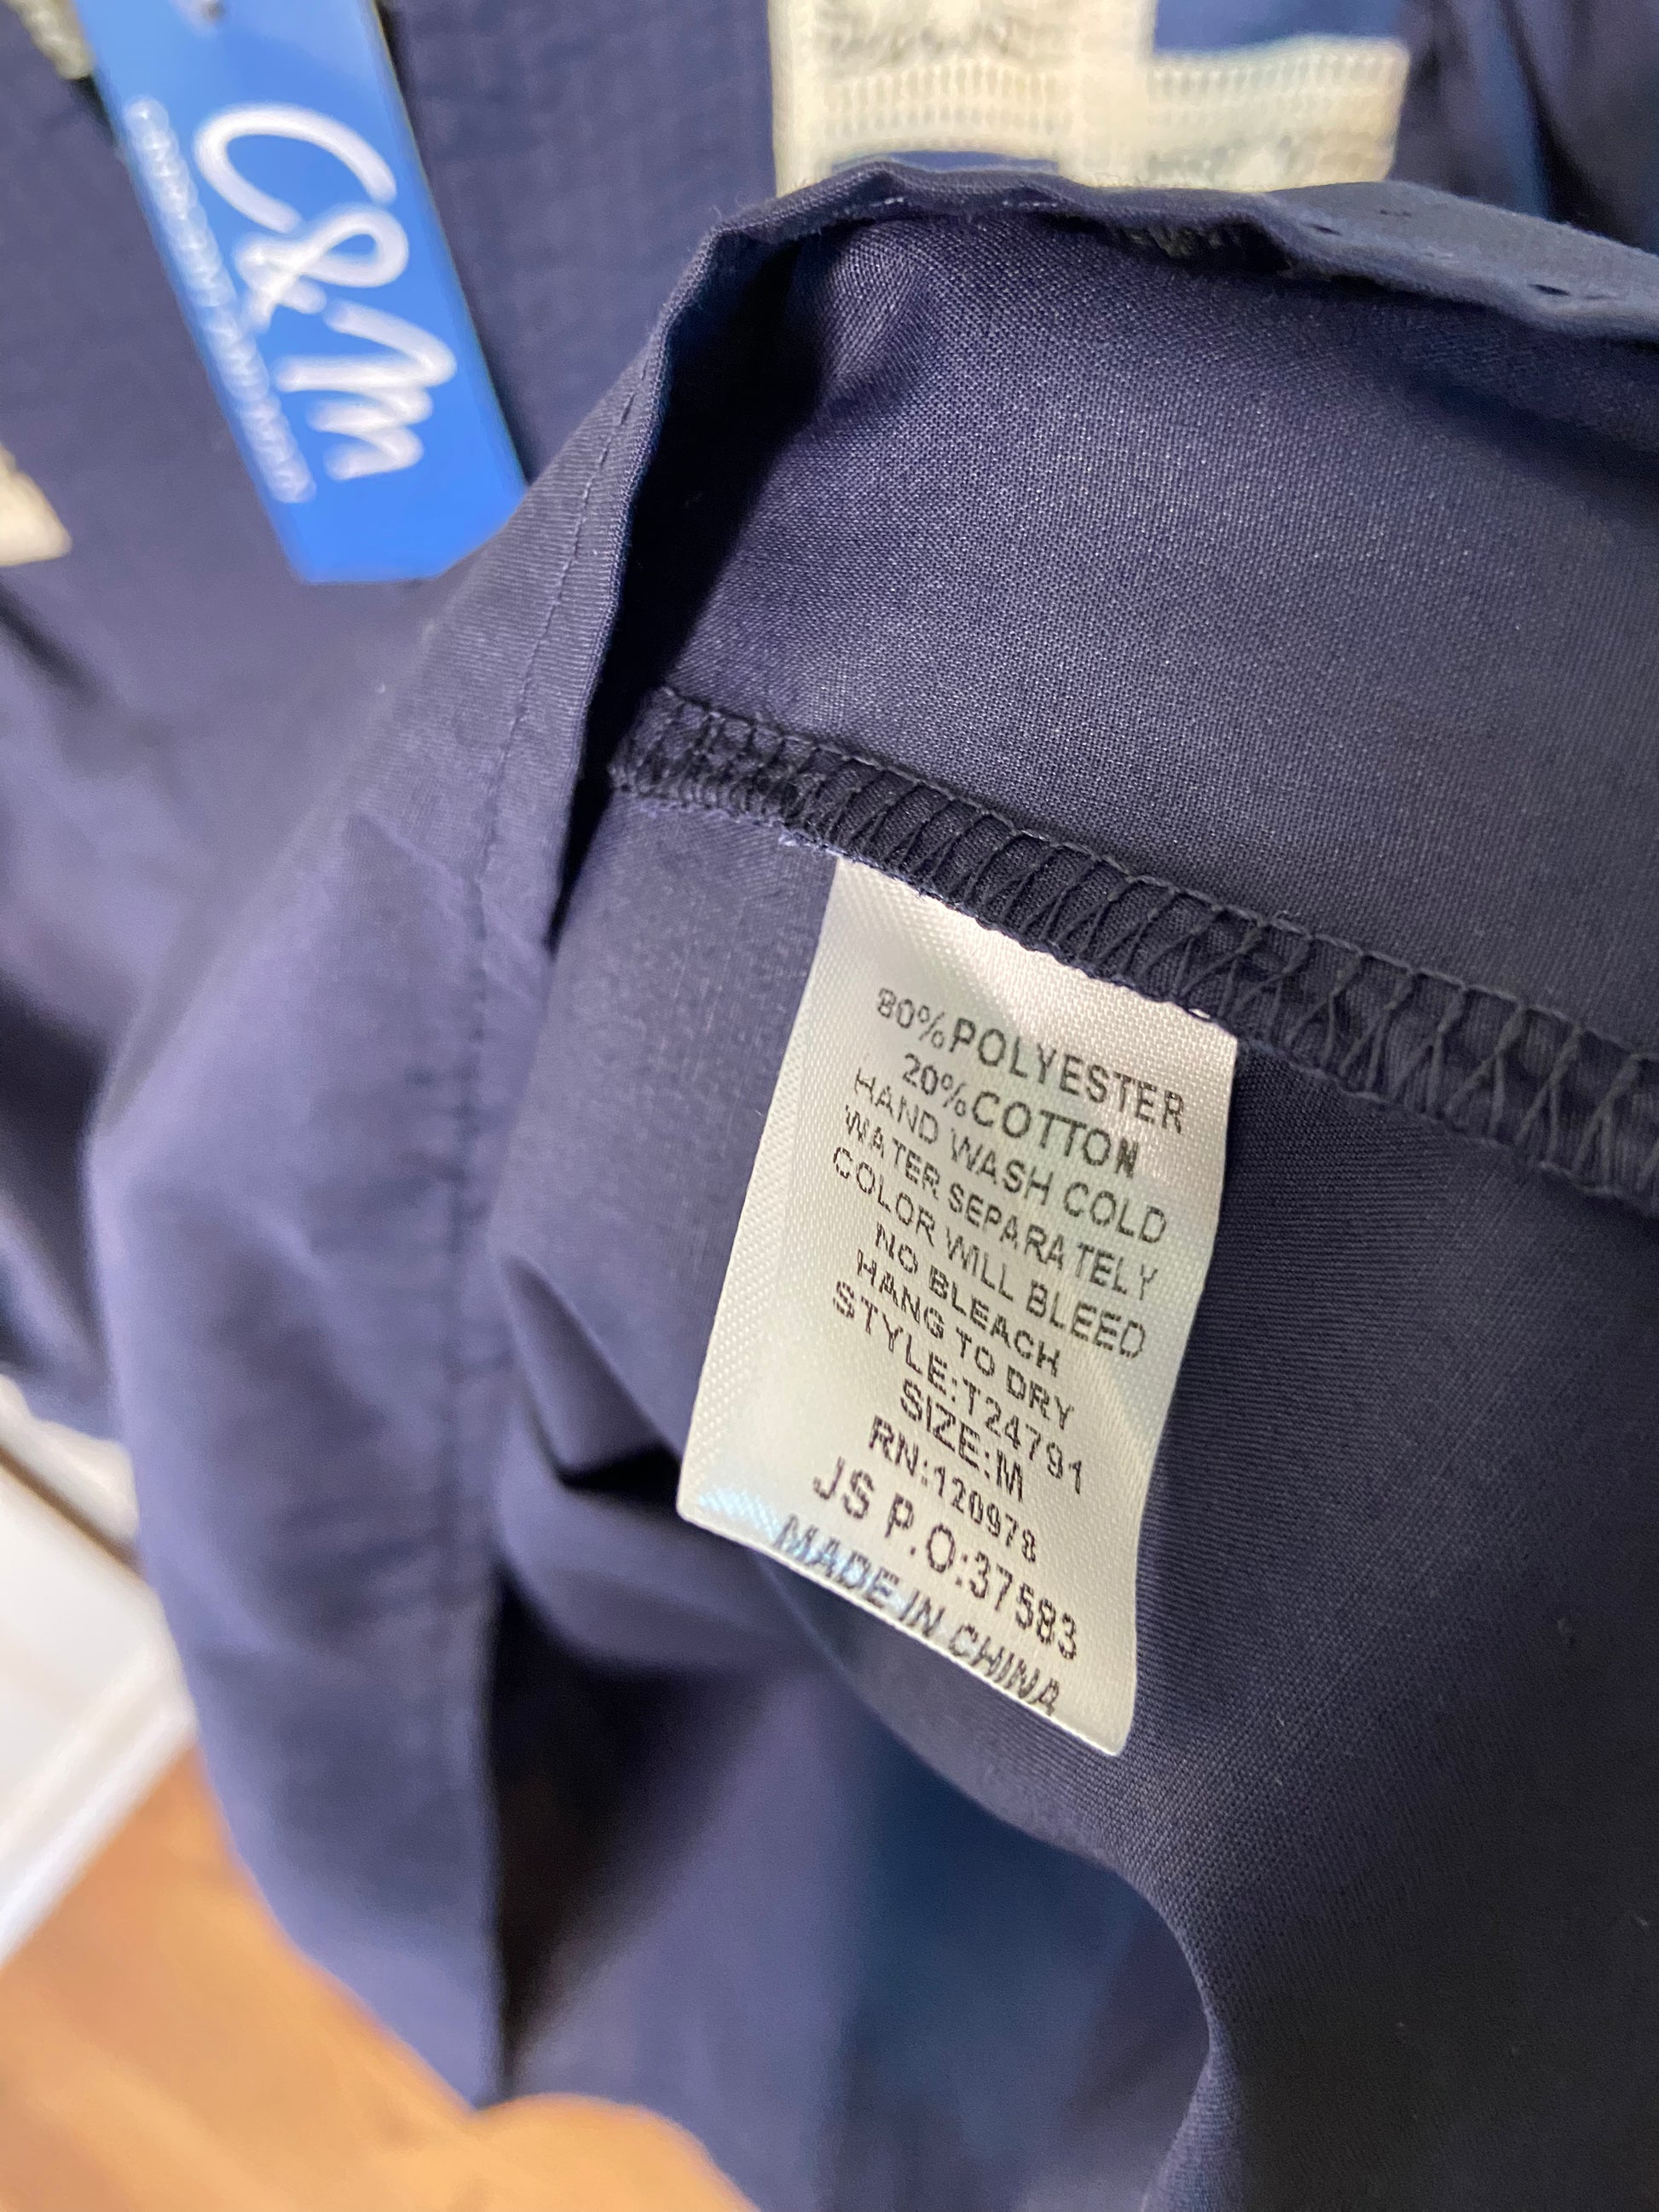 C&M
80%POLYESTER
20%COTTON
HAND WASH COLD
WATER SEPARATELY
COLOR WILL BLEED
NO BLEACH
HANG TO DRY
STYLE:T24791
SIZE:M
RN:120978
JS P.O:37583
MADE IN CHINA